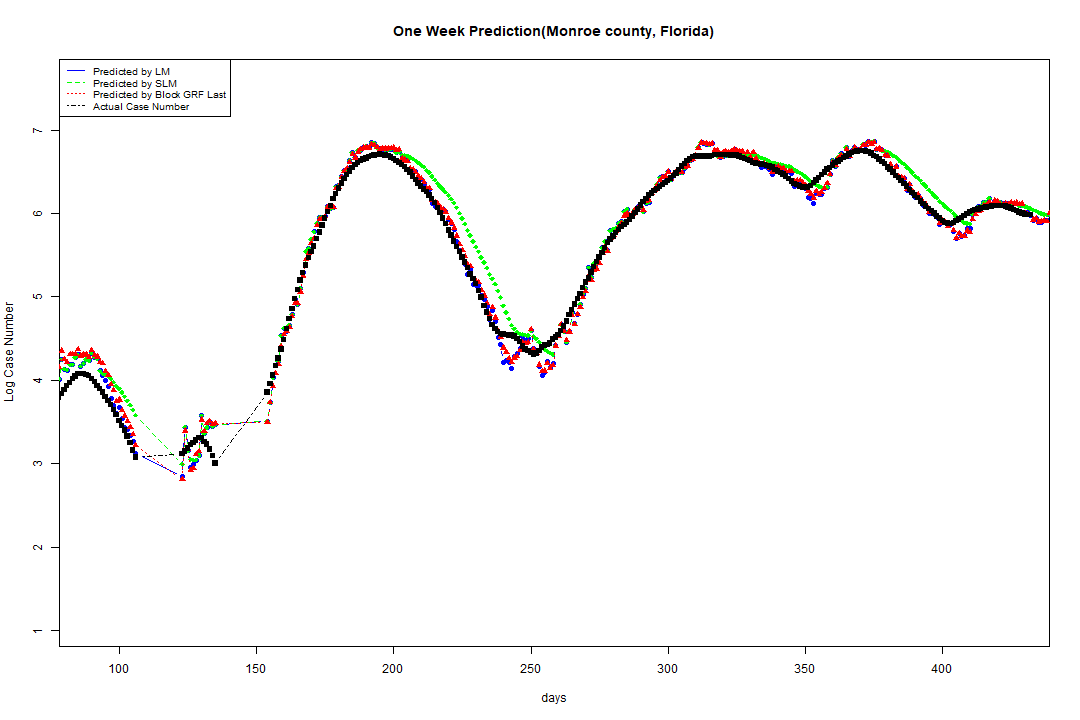 One Week Prediction(Monroe county, Florida)
Predicted by LM
Predicted by SLM
Predicted by Block GRF Last
Actual Case Number
7
6
5
4
3
2
1
Log Case Number
100 150 200 250 300 350 400
days